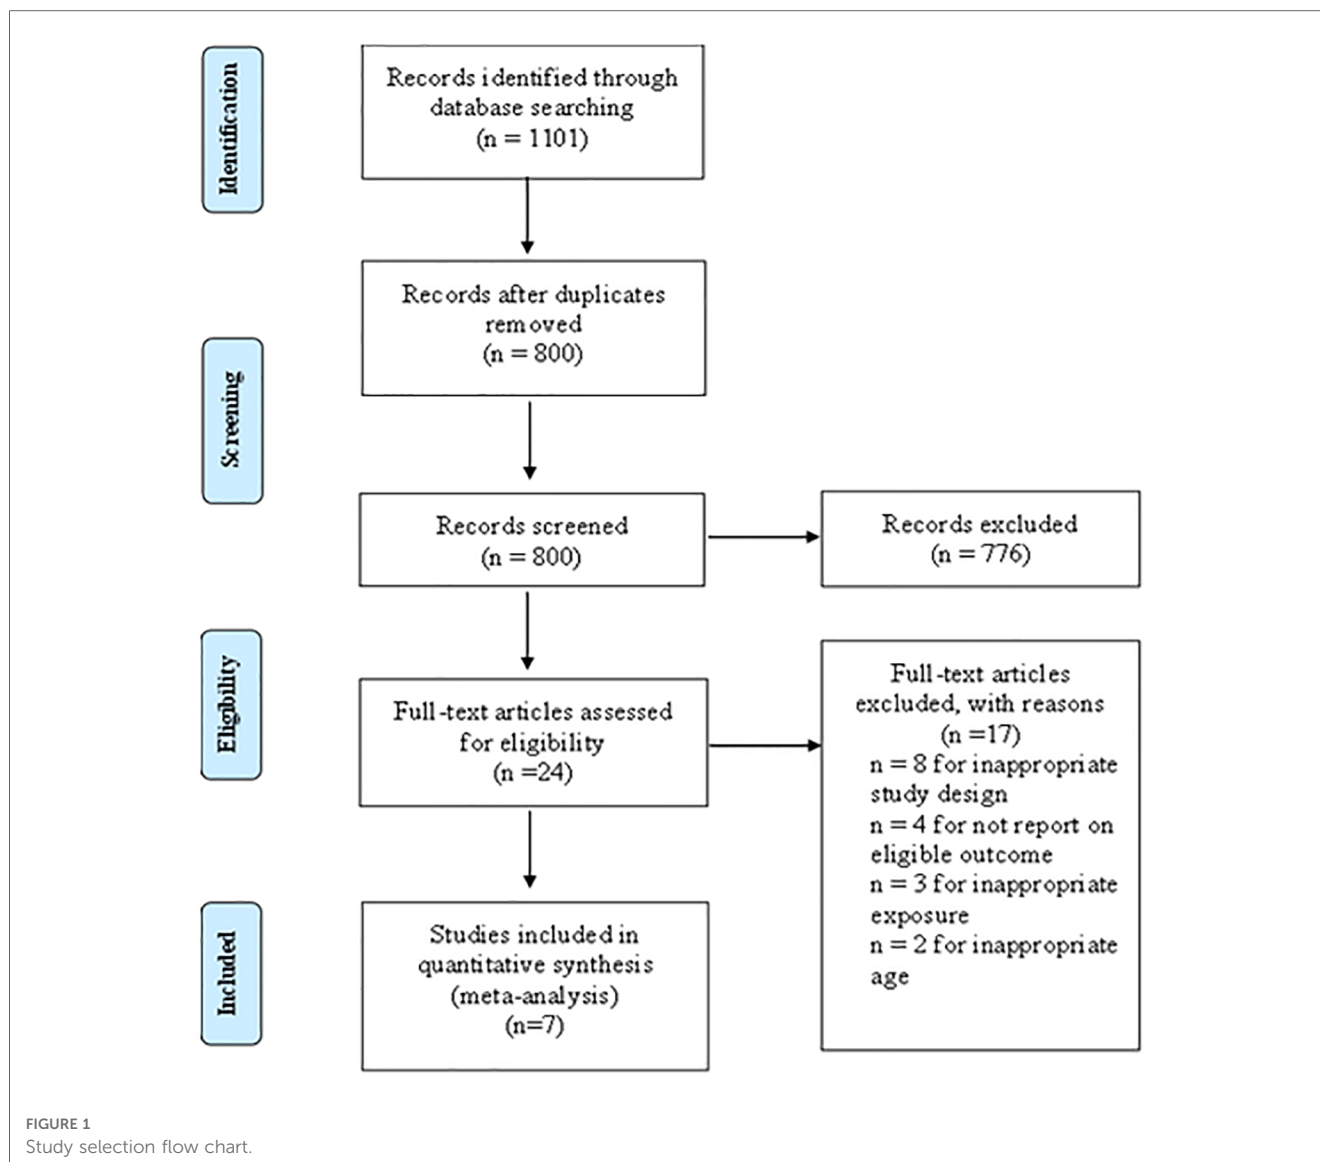 Identification
Records identified through
database searching
(n = 1101)
Records after duplicates
removed
(n = 800)
Screening
Records screened
(n = 800)
Records excluded
(n = 776)
Eligibility
Full-text articles assessed
for eligibility
(n =24)
Full-text articles
excluded, with reasons
(n =17)
n = 8 for inappropriate
study design
n = 4 for not report on
eligible outcome
n = 3 for inappropriate
exposure
n = 2 for inappropriate
age
Included
Studies included in
quantitative synthesis
(meta-analysis)
(n=7)
FIGURE 1
Study selection flow chart.